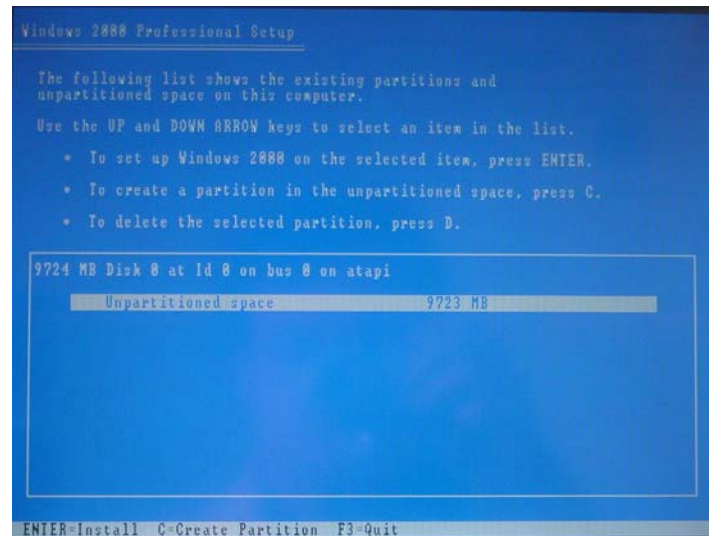 Windows 2000 Professional Setup
The following list shows the existing partitions and
unpartitioned space on this computer.
Use the UP and DOWN ARROW keys to select an item in the list.
• To set up Windows 2000 on the selected item, press ENTER.
• To create a partition in the unpartitioned space, press C.
• To delete the selected partition, press D.
9724 MB Disk 0 at Id 0 on bus 0 on atapi
Unpartitioned space 9723 MB
ENTER=Install C=Create Partition F3=Quit